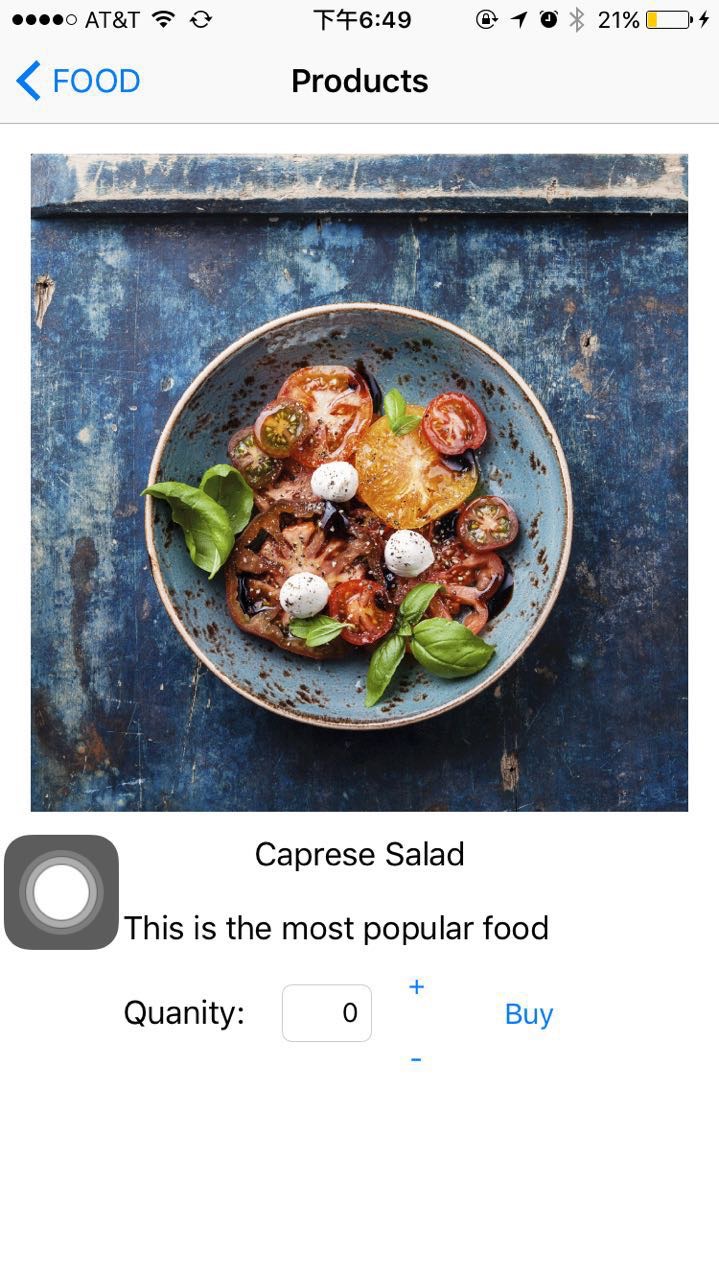 AT&T 下午6:49 21%
FOOD Products
Caprese Salad
This is the most popular food
+
Quanity: 0 Buy
-